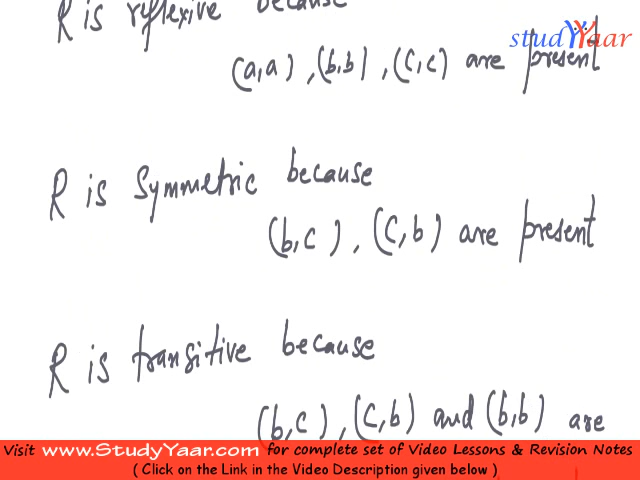 R is reflexive because
studYYaar
(a,a) , (b,b) , (c,c) are present
R is symmetric because
(b,c) , (c,b) are present
R is transitive because
(b,c) , (c,b) and (b,b) are
Visit www.StudyYaar.com for complete set of Video Lessons & Revision Notes
( Click on the Link in the Video Description given below )